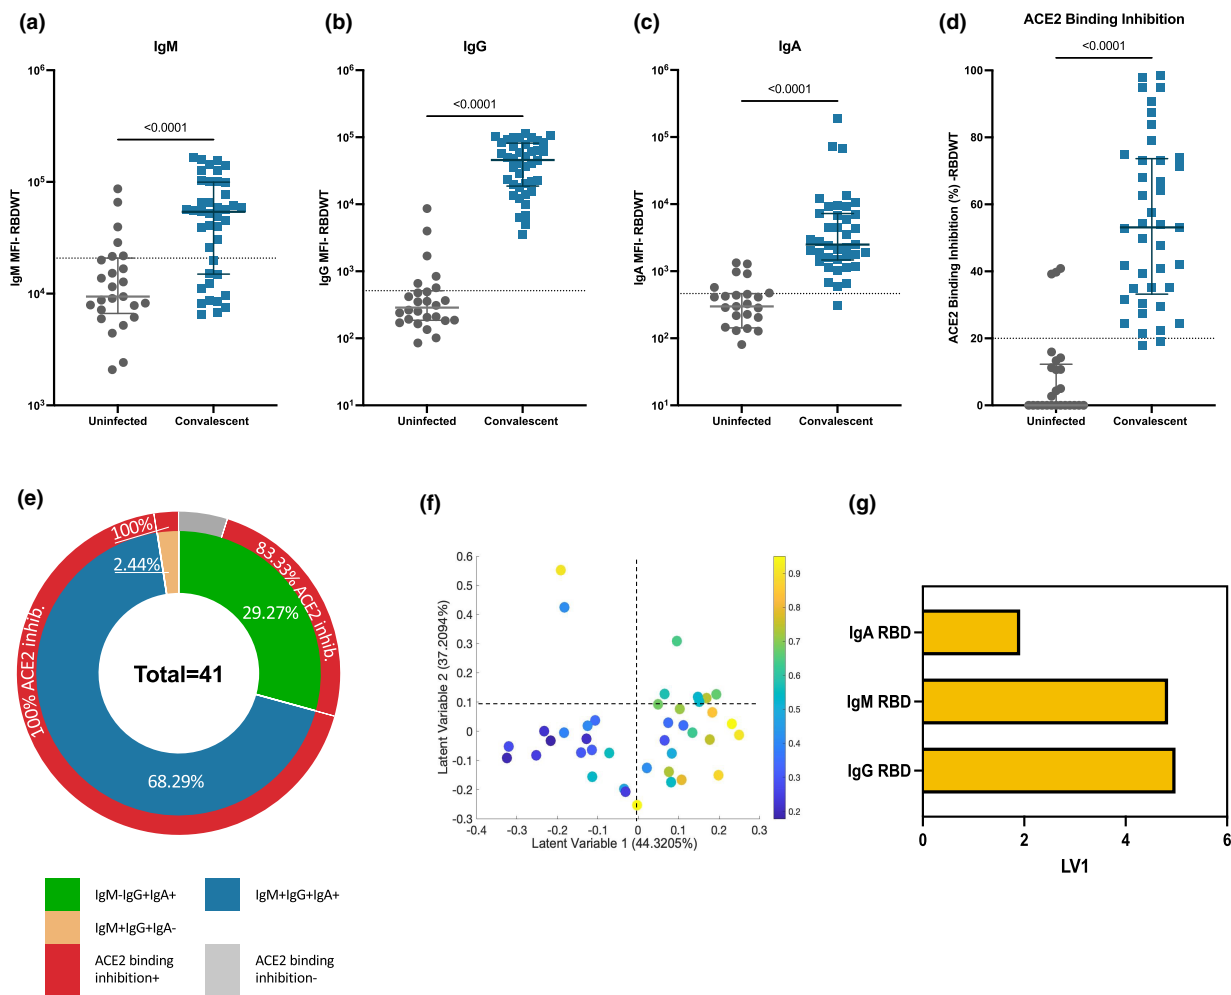 (a)
IgM
10^6
10^5
10^4
10^3
IgM MFI- RBDWT
<0.0001
Uninfected
Convalescent
(b)
IgG
10^6
10^5
10^4
10^3
10^2
10^1
IgG MFI- RBDWT
<0.0001
Uninfected
Convalescent
(c)
IgA
10^6
10^5
10^4
10^3
10^2
10^1
IgA MFI- RBDWT
<0.0001
Uninfected
Convalescent
(d)
ACE2 Binding Inhibition
<0.0001
100
80
60
40
20
0
ACE2 Binding Inhibition (%) -RBDWT
Uninfected
Convalescent
(e)
100%
2.44%
83.33% ACE2 inhib.
29.27%
100% ACE2 inhib.
Total=41
68.29%
IgM-IgG+IgA+
IgM+IgG+IgA+
IgM+IgG+IgA-
ACE2 binding
inhibition+
ACE2 binding
inhibition-
(f)
0.6
0.5
0.4
0.3
0.2
0.1
0
-0.1
-0.2
-0.3
Latent Variable 2 (37.2094%)
-0.4 -0.3 -0.2 -0.1 0 0.1 0.2 0.3
Latent Variable 1 (44.3205%)
0.9
0.8
0.7
0.6
0.5
0.4
0.3
0.2
(g)
IgA RBD
IgM RBD
IgG RBD
0 2 4 6
LV1